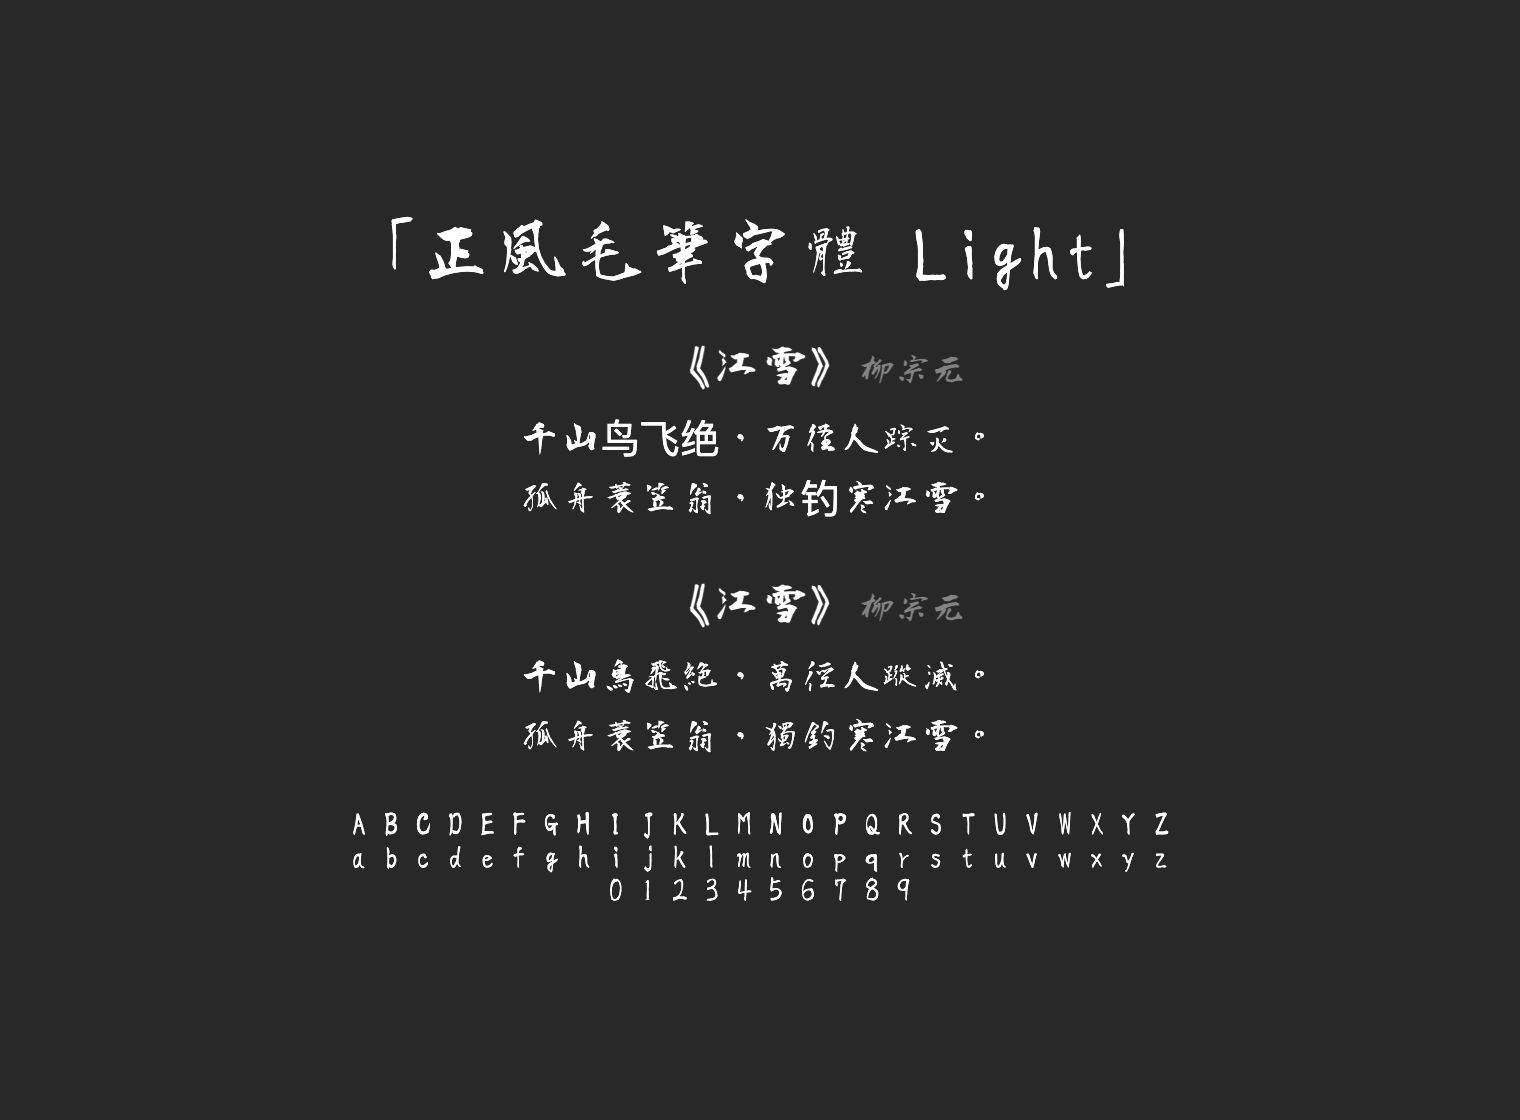 「正風毛筆字體 Light」
《江雪》 柳宗元
千山鸟飞绝，万径人踪灭。
孤舟蓑笠翁，独钓寒江雪。
《江雪》 柳宗元
千山鳥飛絕，萬徑人蹤滅。
孤舟蓑笠翁，獨釣寒江雪。
A B C D E F G H I J K L M N O P Q R S T U V W X Y Z
a b c d e f g h i j k l m n o p q r s t u v w x y z
0 1 2 3 4 5 6 7 8 9